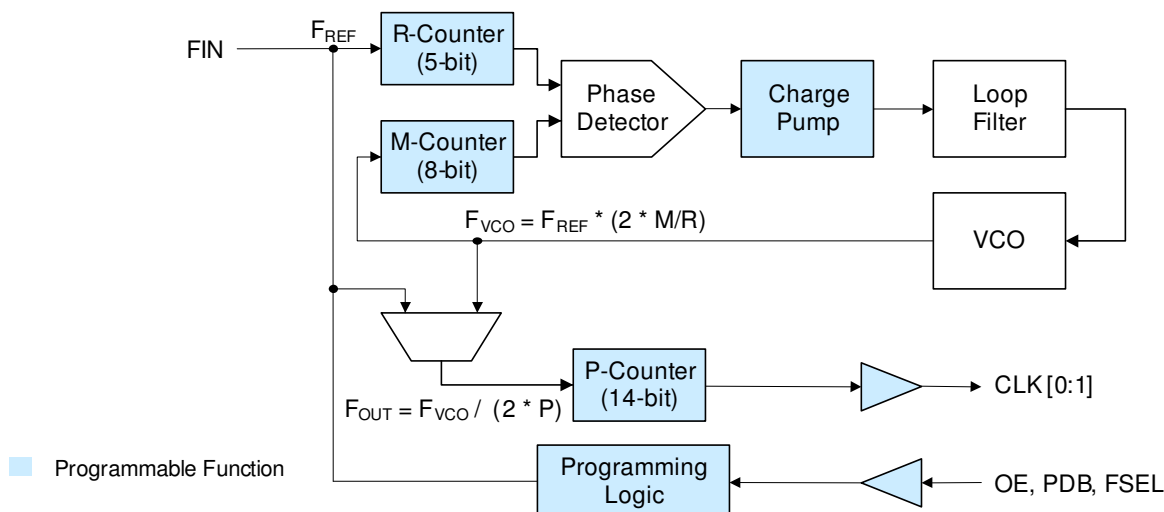 FIN
F_REF
R-Counter
(5-bit)
Phase
Detector
Charge
Pump
Loop
Filter
M-Counter
(8-bit)
F_VCO = F_REF * (2 * M/R)
VCO
P-Counter
(14-bit)
CLK[0:1]
F_OUT = F_VCO / (2 * P)
Programmable Function
Programming
Logic
OE, PDB, FSEL